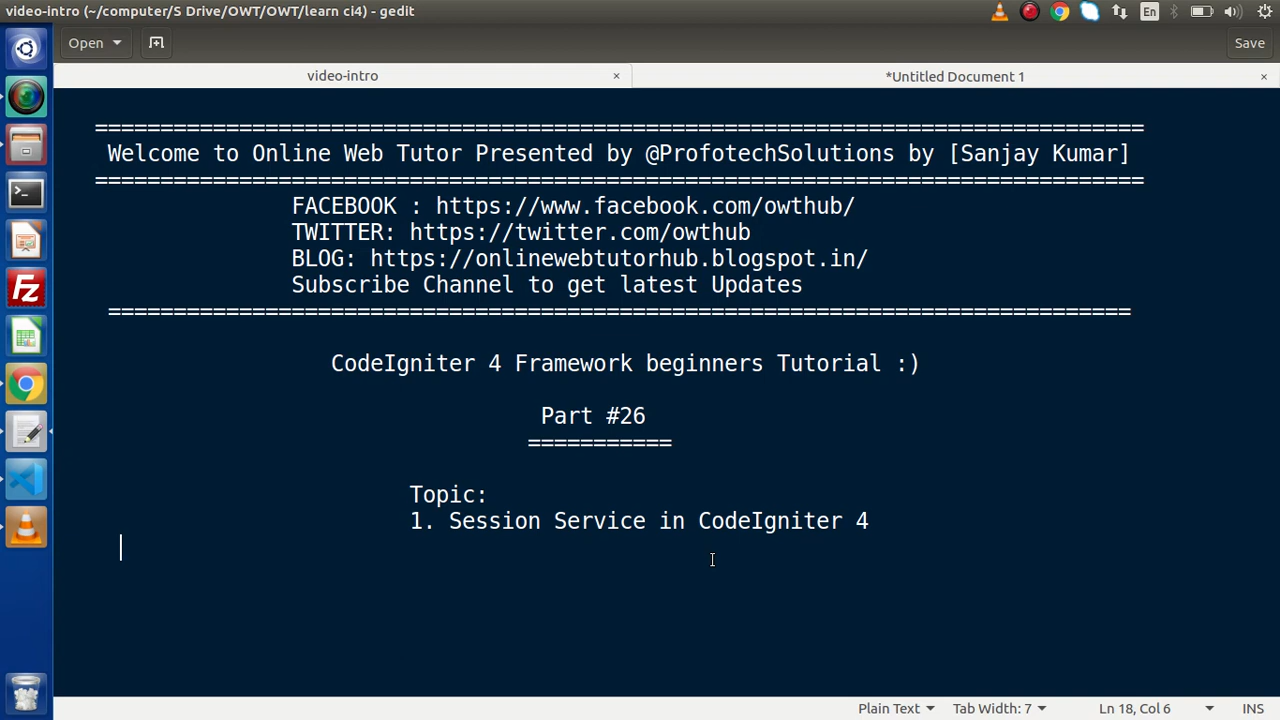 video-intro (~/computer/S Drive/OWT/OWT/learn ci4) - gedit
En
Open
Save
video-intro ×
*Untitled Document 1 ×
================================================================================
Welcome to Online Web Tutor Presented by @ProfotechSolutions by [Sanjay Kumar]
================================================================================
FACEBOOK : https://www.facebook.com/owthub/
TWITTER: https://twitter.com/owthub
BLOG: https://onlinewebtutorhub.blogspot.in/
Subscribe Channel to get latest Updates
==============================================================================
CodeIgniter 4 Framework beginners Tutorial :)
Part #26
===========
Topic:
1. Session Service in CodeIgniter 4
Plain Text
Tab Width: 7
Ln 18, Col 6
INS